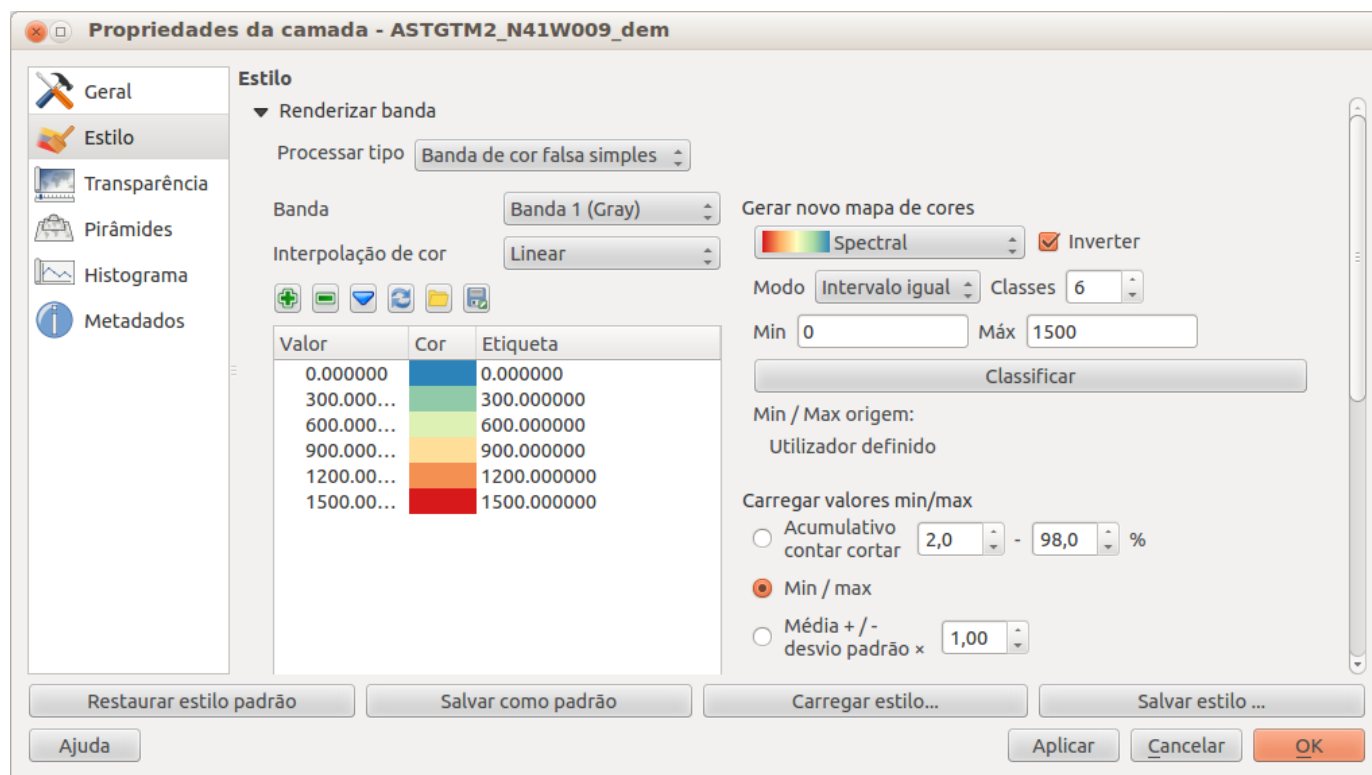 Propriedades da camada - ASTGTM2_N41W009_dem
Geral
Estilo
Transparência
Pirâmides
Histograma
Metadados
Estilo
Renderizar banda
Processar tipo Banda de cor falsa simples
Banda Banda 1 (Gray)
Interpolação de cor Linear
Valor Cor Etiqueta
0.000000 0.000000
300.000... 300.000000
600.000... 600.000000
900.000... 900.000000
1200.00... 1200.000000
1500.00... 1500.000000
Gerar novo mapa de cores
Spectral Inverter
Modo Intervalo igual Classes 6
Min 0 Máx 1500
Classificar
Min / Max origem:
Utilizador definido
Carregar valores min/max
Acumulativo
contar cortar 2,0 - 98,0 %
Min / max
Média + / -
desvio padrão × 1,00
Restaurar estilo padrão Salvar como padrão Carregar estilo... Salvar estilo ...
Ajuda Aplicar Cancelar OK